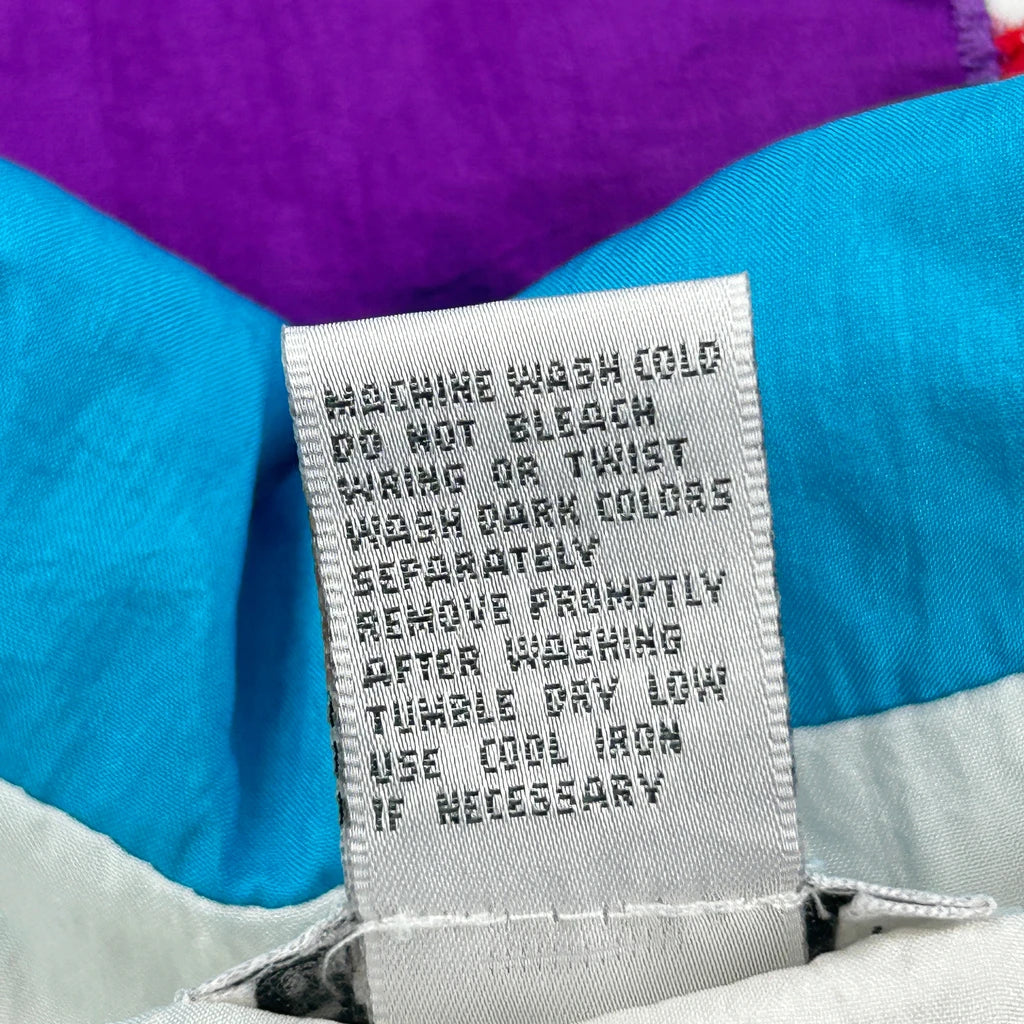 MACHINE WASH COLD
DO NOT BLEACH
WRING OR TWIST
WASH DARK COLORS
SEPARATELY
REMOVE PROMPTLY
AFTER WASHING
TUMBLE DRY LOW
USE COOL IRON
IF NECESSARY